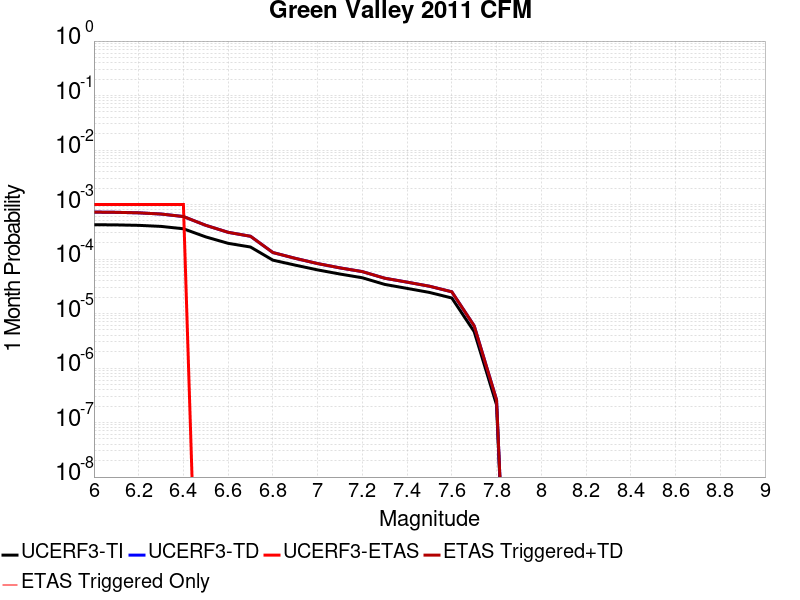 Green Valley 2011 CFM
1 Month Probability
10^0
10^-1
10^-2
10^-3
10^-4
10^-5
10^-6
10^-7
10^-8
6 6.2 6.4 6.6 6.8 7 7.2 7.4 7.6 7.8 8 8.2 8.4 8.6 8.8 9
Magnitude
UCERF3-TI UCERF3-TD UCERF3-ETAS ETAS Triggered+TD
ETAS Triggered Only